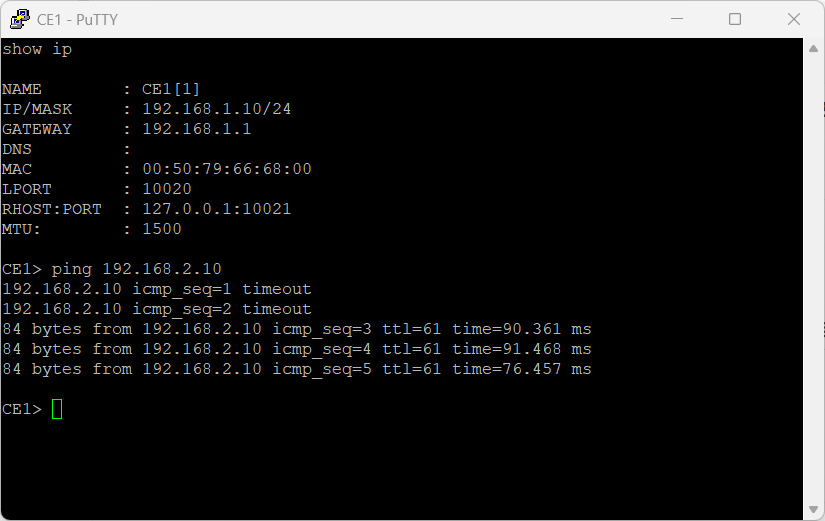 CE1 - PuTTY
show ip
NAME        : CE1[1]
IP/MASK     : 192.168.1.10/24
GATEWAY     : 192.168.1.1
DNS         :
MAC         : 00:50:79:66:68:00
LPORT       : 10020
RHOST:PORT  : 127.0.0.1:10021
MTU:        : 1500
CE1> ping 192.168.2.10
192.168.2.10 icmp_seq=1 timeout
192.168.2.10 icmp_seq=2 timeout
84 bytes from 192.168.2.10 icmp_seq=3 ttl=61 time=90.361 ms
84 bytes from 192.168.2.10 icmp_seq=4 ttl=61 time=91.468 ms
84 bytes from 192.168.2.10 icmp_seq=5 ttl=61 time=76.457 ms
CE1>